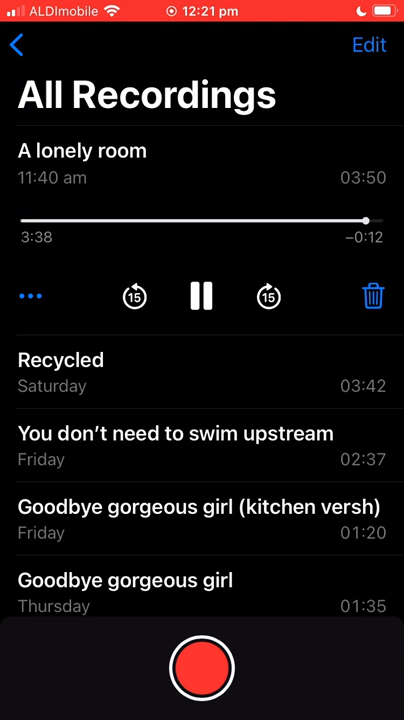 ALDImobile 12:21 pm
Edit
All Recordings
A lonely room
11:40 am 03:50
3:38 –0:12
15 15
Recycled
Saturday 03:42
You don’t need to swim upstream
Friday 02:37
Goodbye gorgeous girl (kitchen versh)
Friday 01:20
Goodbye gorgeous girl
Thursday 01:35